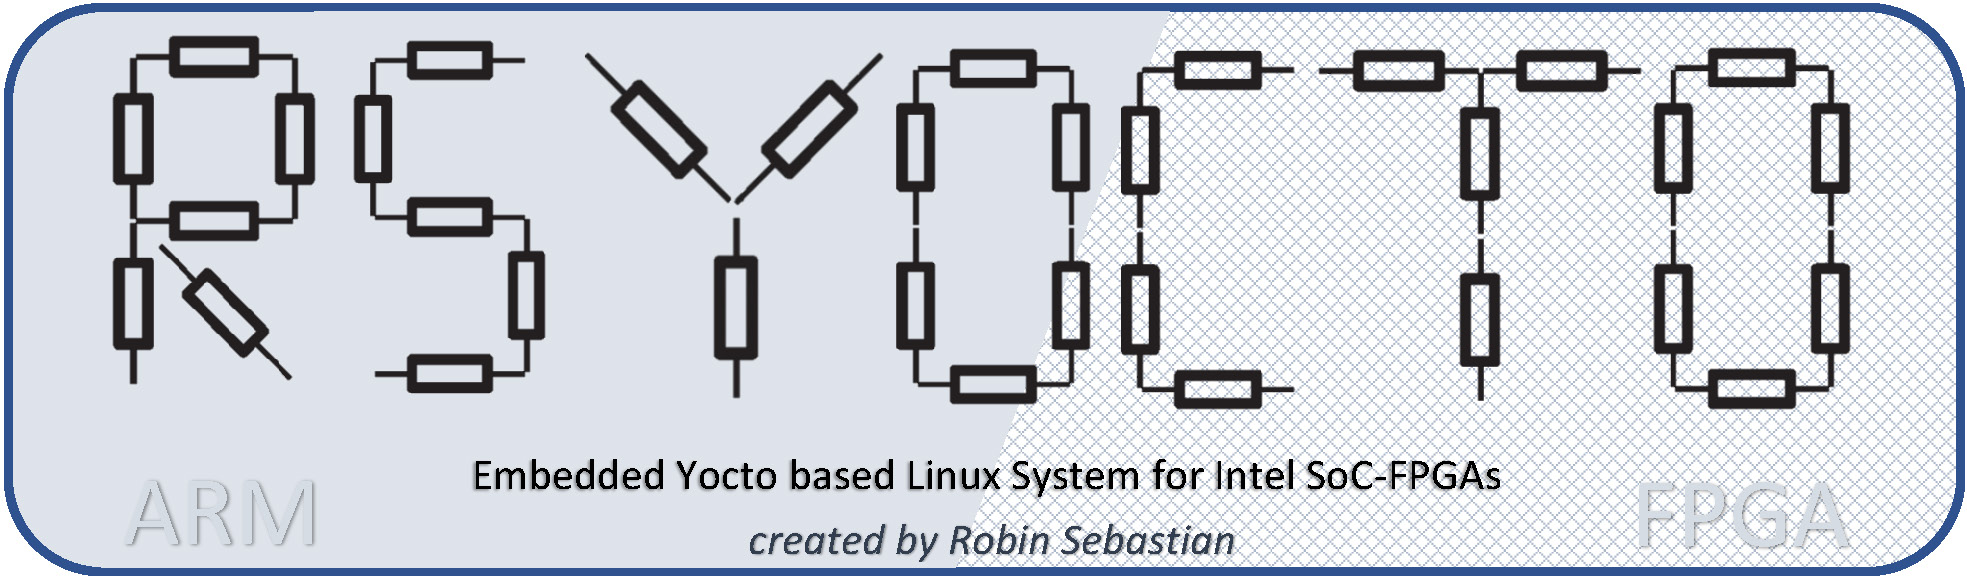 RSYOCTO
Embedded Yocto based Linux System for Intel SoC-FPGAs
ARM
FPGA
created by Robin Sebastian